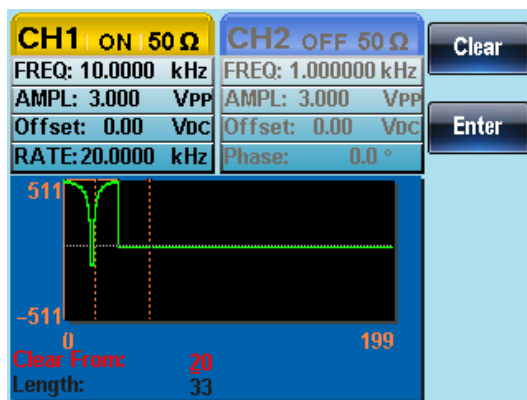 CH1 ON 50 Ω CH2 OFF 50 Ω Clear
FREQ: 10.0000 kHz FREQ: 1.000000 kHz
AMPL: 3.000 VPP AMPL: 3.000 VPP
Offset: 0.00 VDC Offset: 0.00 VDC Enter
RATE: 20.0000 kHz Phase: 0.0 °
511
-511
0 199
Clear From: 20
Length: 33